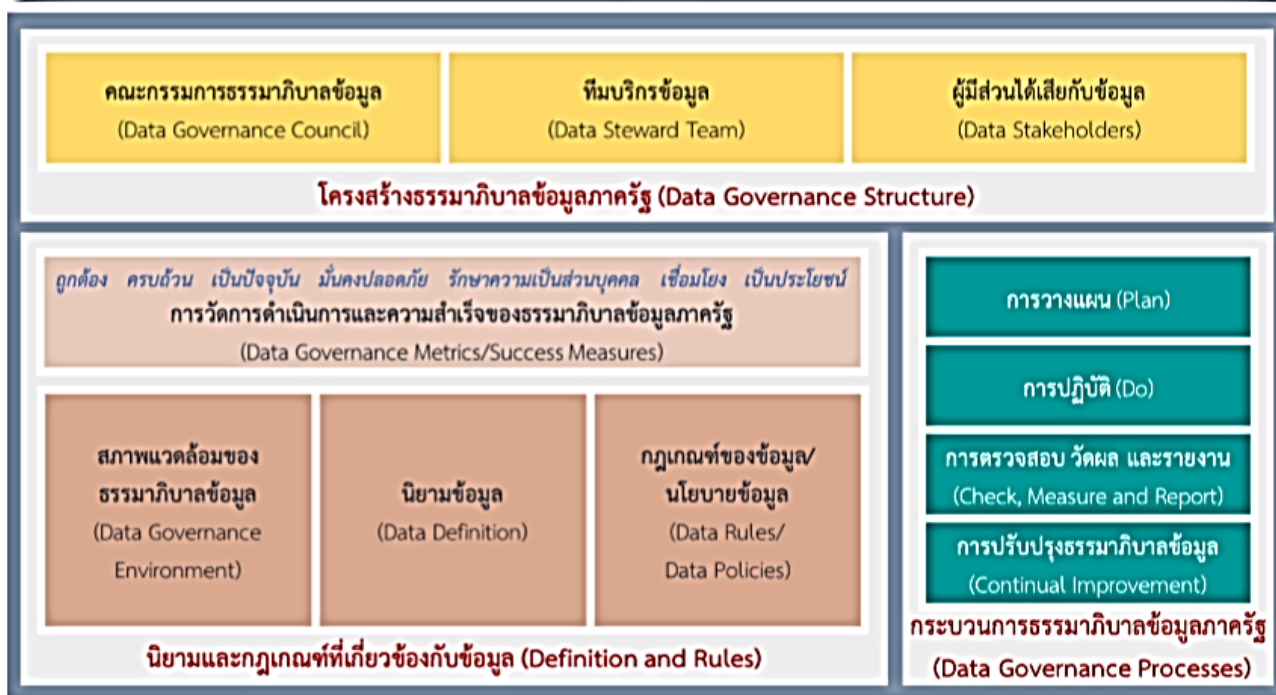 คณะกรรมการธรรมาภิบาลข้อมูล
(Data Governance Council)
ทีมบริกรข้อมูล
(Data Steward Team)
ผู้มีส่วนได้เสียกับข้อมูล
(Data Stakeholders)
โครงสร้างธรรมาภิบาลข้อมูลภาครัฐ (Data Governance Structure)
ถูกต้อง ครบถ้วน เป็นปัจจุบัน มั่นคงปลอดภัย รักษาความเป็นส่วนบุคคล เชื่อมโยง เป็นประโยชน์
การวัดการดำเนินการและความสำเร็จของธรรมาภิบาลข้อมูลภาครัฐ
(Data Governance Metrics/Success Measures)
สภาพแวดล้อมของ
ธรรมาภิบาลข้อมูล
(Data Governance
Environment)
นิยามข้อมูล
(Data Definition)
กฎเกณฑ์ของข้อมูล/
นโยบายข้อมูล
(Data Rules/
Data Policies)
นิยามและกฎเกณฑ์ที่เกี่ยวข้องกับข้อมูล (Definition and Rules)
การวางแผน (Plan)
การปฏิบัติ (Do)
การตรวจสอบ วัดผล และรายงาน
(Check, Measure and Report)
การปรับปรุงธรรมาภิบาลข้อมูล
(Continual Improvement)
กระบวนการธรรมาภิบาลข้อมูลภาครัฐ
(Data Governance Processes)